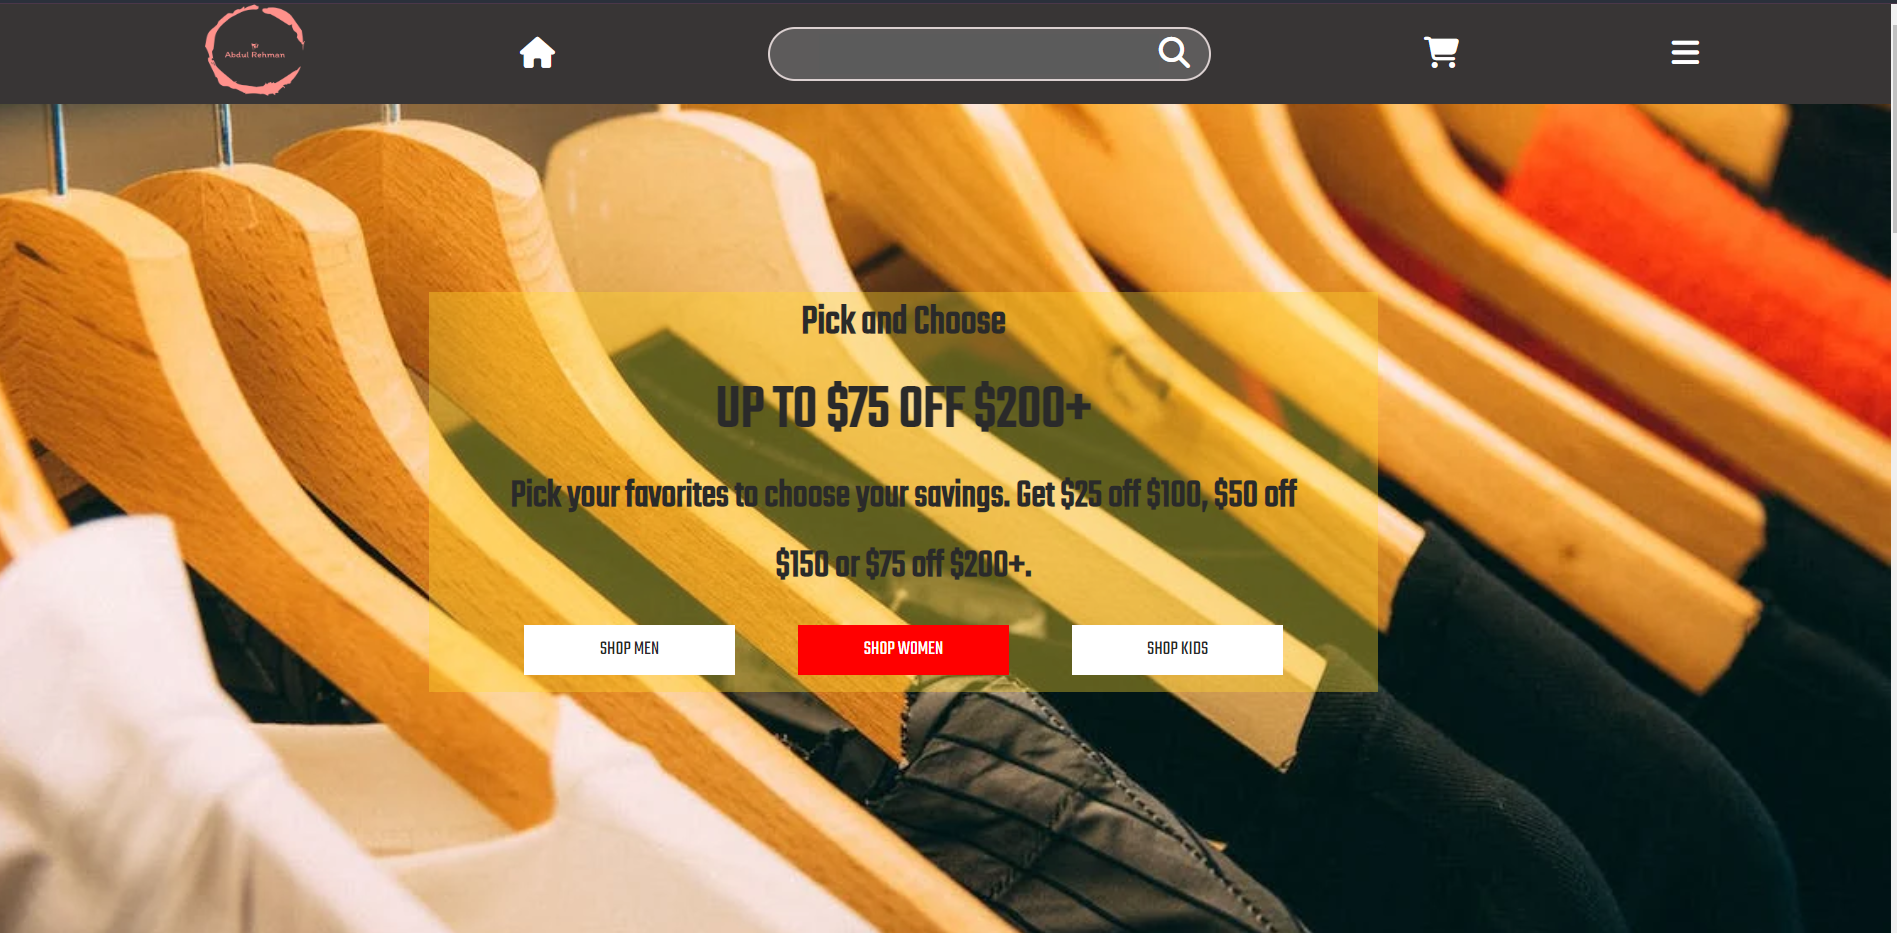 Abdul Rehman
Pick and Choose
UP TO $75 OFF $200+
Pick your favorites to choose your savings. Get $25 off $100, $50 off
$150 or $75 off $200+.
SHOP MEN
SHOP WOMEN
SHOP KIDS